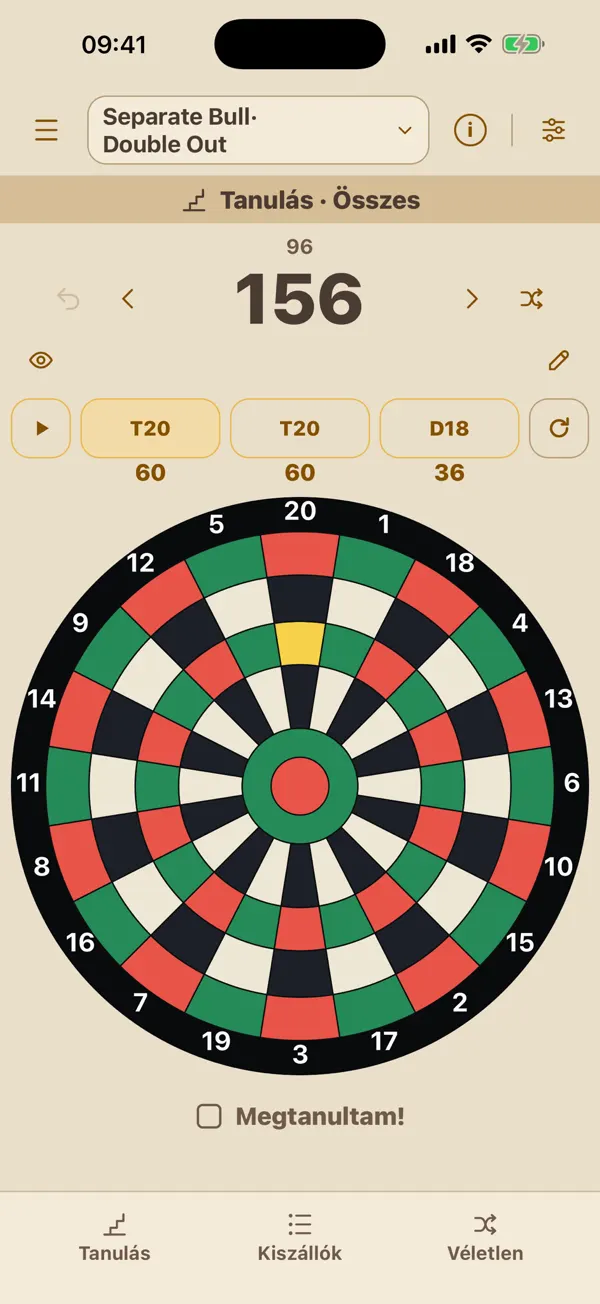 09:41
Separate Bull·
Double Out
Tanulás · Összes
96
156
T20
T20
D18
60
60
36
20
1
18
4
13
6
10
15
2
17
3
19
7
16
8
11
14
9
12
5
Megtanultam!
Tanulás
Kiszállók
Véletlen